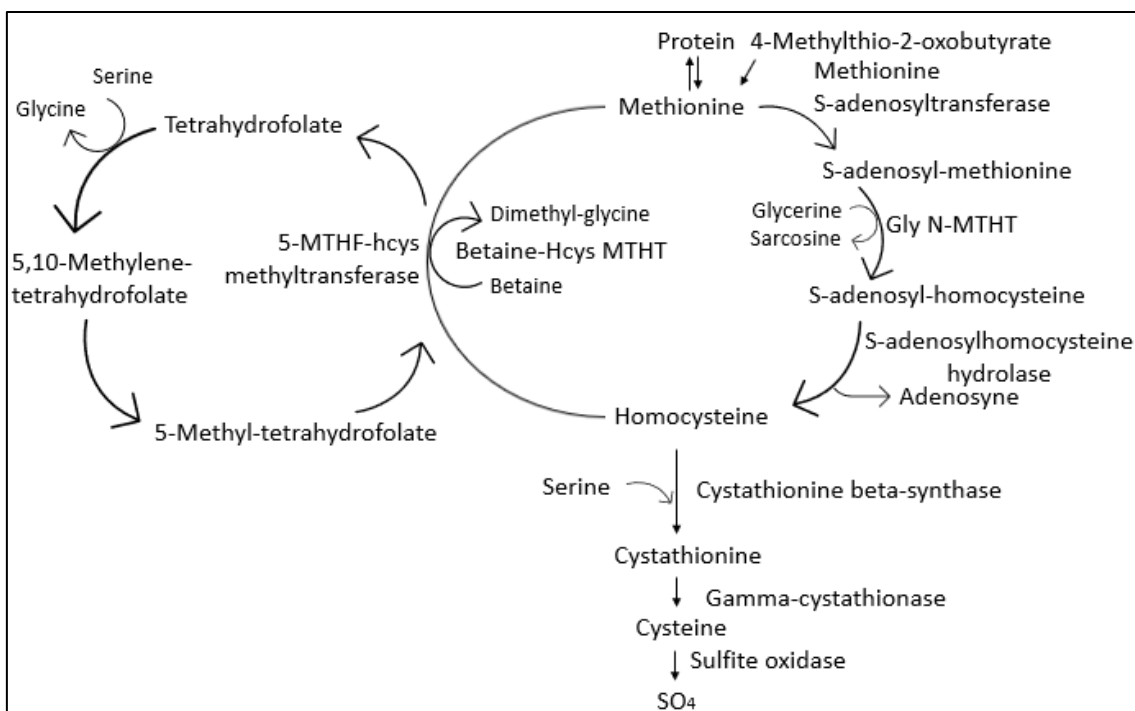 Protein 4-Methylthio-2-oxobutyrate
Methionine
S-adenosyltransferase
Methionine
Serine
Glycine
Tetrahydrofolate
S-adenosyl-methionine
Glycerine
Sarcosine
Gly N-MTHT
Dimethyl-glycine
Betaine-Hcys MTHT
Betaine
5-MTHF-hcys
methyltransferase
5,10-Methylene-
tetrahydrofolate
S-adenosyl-homocysteine
S-adenosylhomocysteine
hydrolase
Adenosyne
5-Methyl-tetrahydrofolate
Homocysteine
Serine
Cystathionine beta-synthase
Cystathionine
Gamma-cystathionase
Cysteine
Sulfite oxidase
SO4